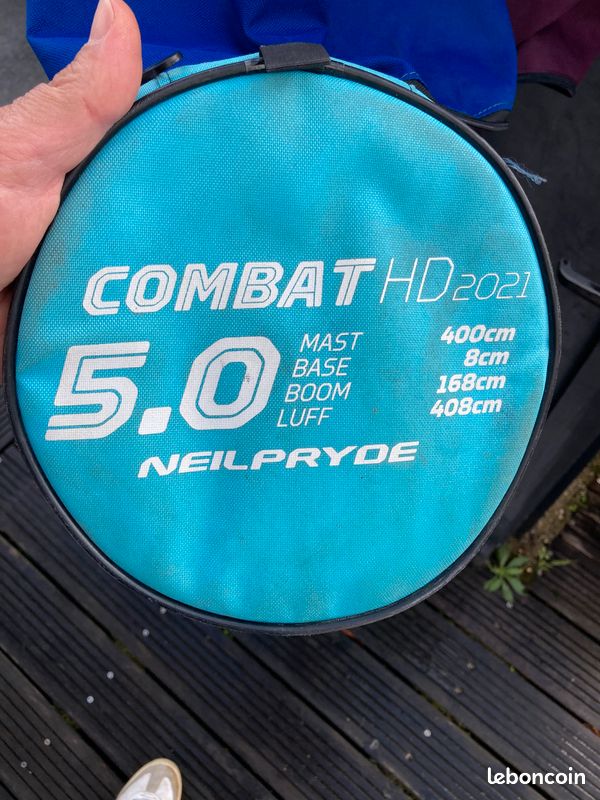 COMBAT HD2021
5.0
MAST 400cm
BASE 8cm
BOOM 168cm
LUFF 408cm
NEILPRYDE
leboncoin